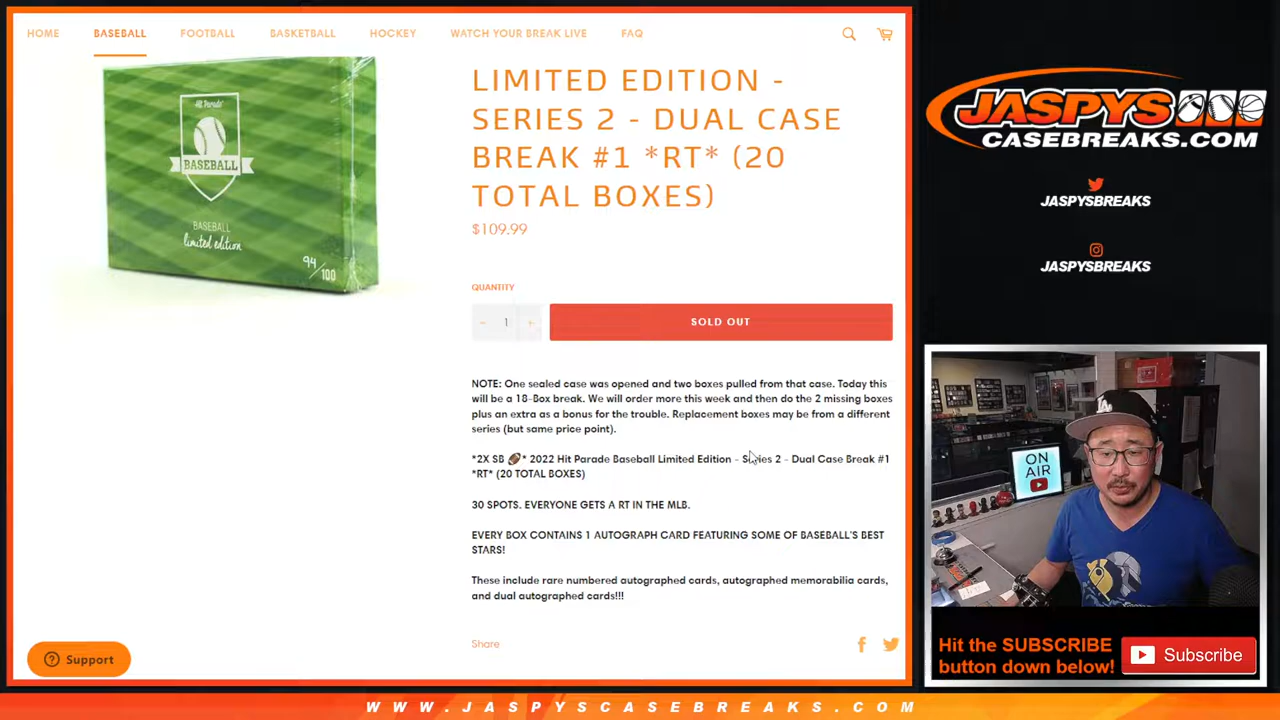 HOME BASEBALL FOOTBALL BASKETBALL HOCKEY WATCH YOUR BREAK LIVE FAQ
Hit Parade
BASEBALL
BASEBALL
limited edition
94/100
LIMITED EDITION -
SERIES 2 - DUAL CASE
BREAK #1 *RT* (20
TOTAL BOXES)
$109.99
QUANTITY
− 1 +
SOLD OUT
NOTE: One sealed case was opened and two boxes pulled from that case. Today this
will be a 18-Box break. We will order more this week and then do the 2 missing boxes
plus an extra as a bonus for the trouble. Replacement boxes may be from a different
series (but same price point).
*2X SB 🏈* 2022 Hit Parade Baseball Limited Edition - Series 2 - Dual Case Break #1
*RT* (20 TOTAL BOXES)
30 SPOTS. EVERYONE GETS A RT IN THE MLB.
EVERY BOX CONTAINS 1 AUTOGRAPH CARD FEATURING SOME OF BASEBALL'S BEST
STARS!
These include rare numbered autographed cards, autographed memorabilia cards,
and dual autographed cards!!!
Share
Support
JASPYS
CASEBREAKS.COM
JASPYSBREAKS
JASPYSBREAKS
LA
ON
AIR
Hit the SUBSCRIBE
button down below!
Subscribe
WWW.JASPYSCASEBREAKS.COM